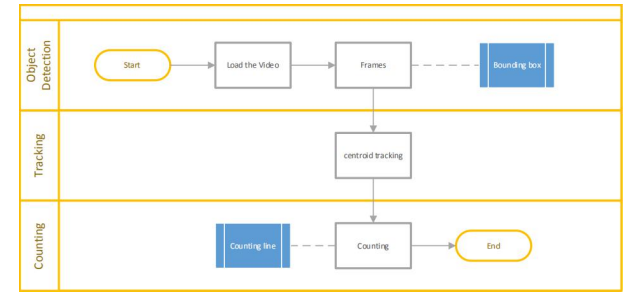 Object
Detection
Start
Load the Video
Frames
Bounding box
Tracking
centroid tracking
Counting
Counting line
Counting
End